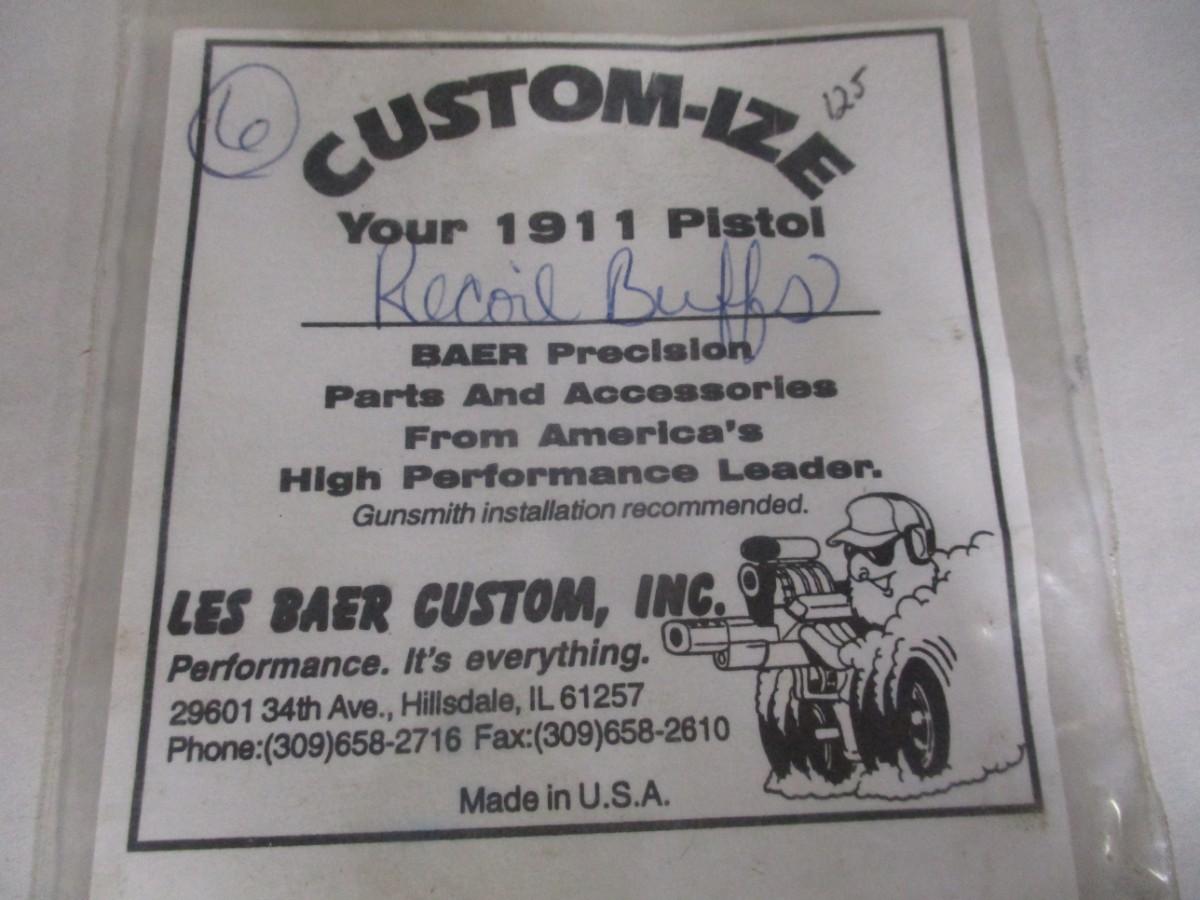 6
125
CUSTOM-IZE
Your 1911 Pistol
Recoil Buffs
BAER Precision
Parts And Accessories
From America's
High Performance Leader.
Gunsmith installation recommended.
LES BAER CUSTOM, INC.
Performance. It's everything.
29601 34th Ave., Hillsdale, IL 61257
Phone:(309)658-2716 Fax:(309)658-2610
Made in U.S.A.